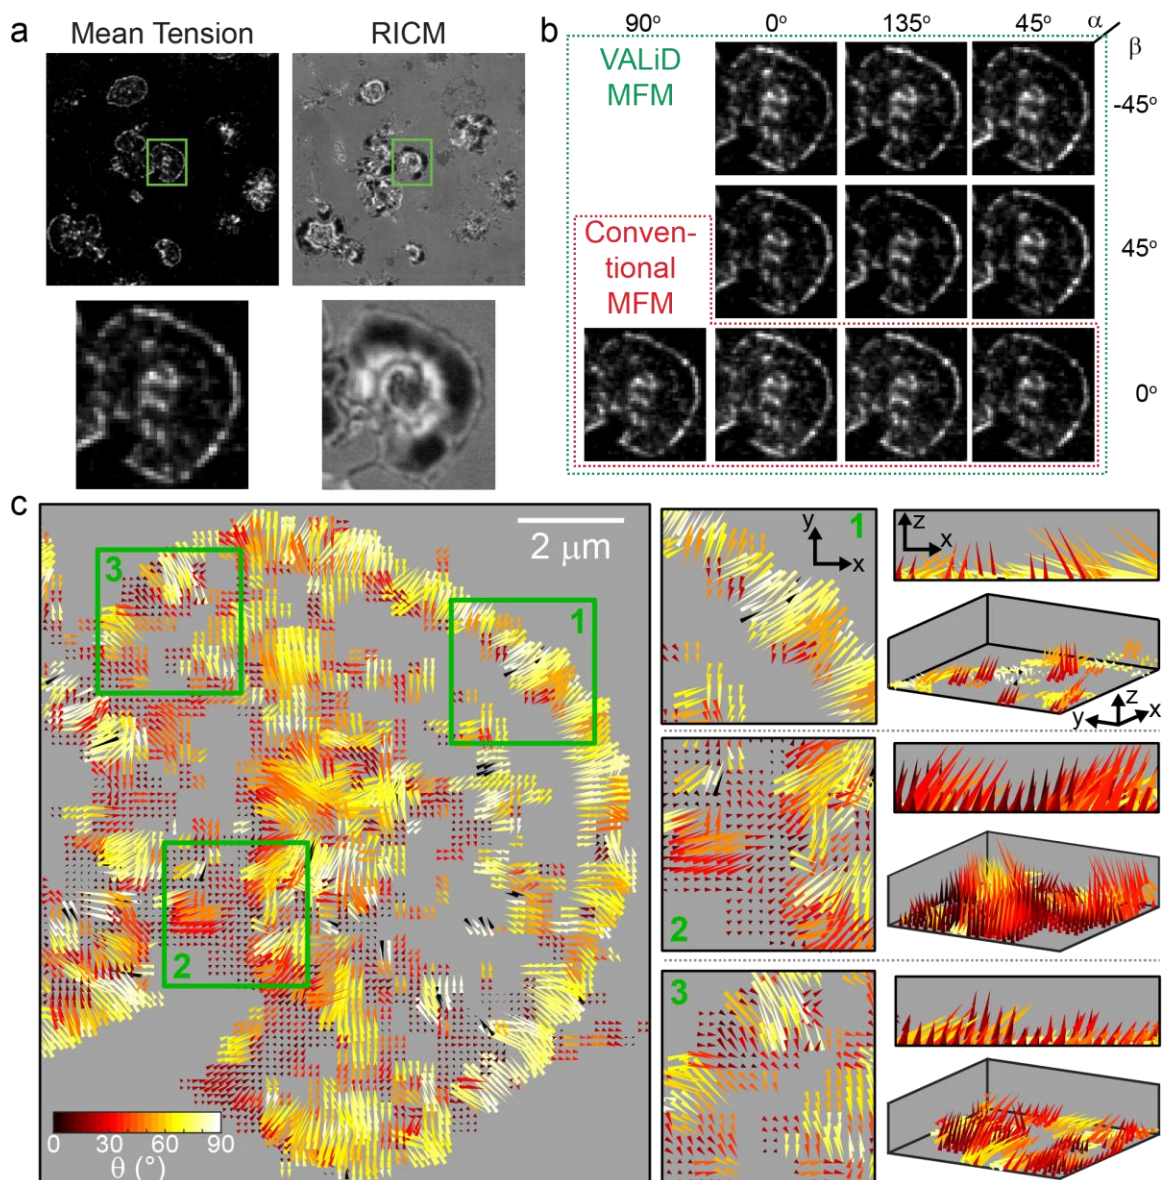 a
Mean Tension
RICM
b
90° 0° 135° 45° α
β
VALiD
MFM
-45°
45°
Conven-
tional
MFM
0°
c
3
1
2
2 μm
0 30 60 90
θ (°)
1
y
x
z
x
z
y x
2
3